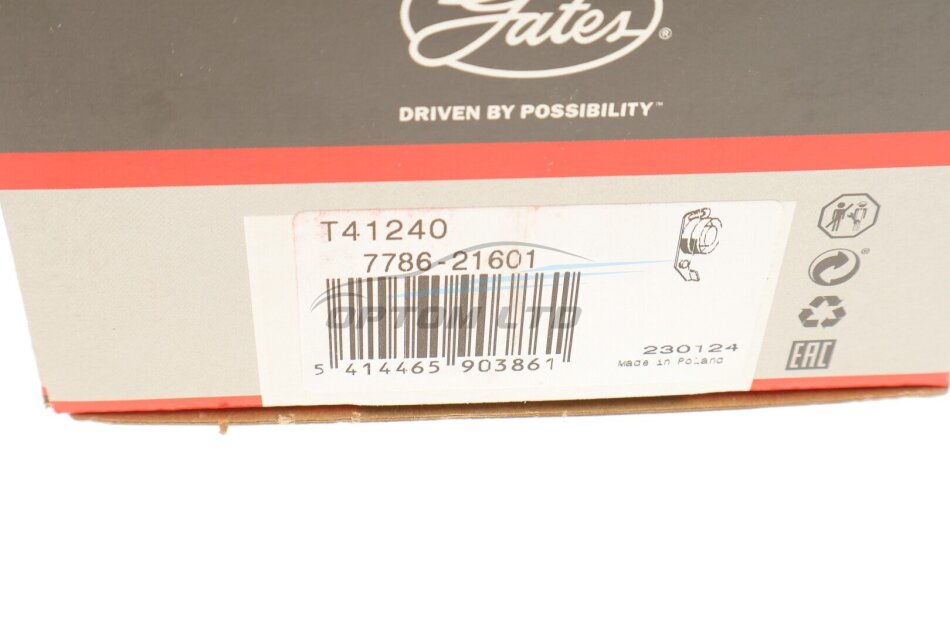 Gates®
DRIVEN BY POSSIBILITY™
T41240
7786-21601
OPTOM LTD
5 414465 903861
230124
Made in Poland
EAC